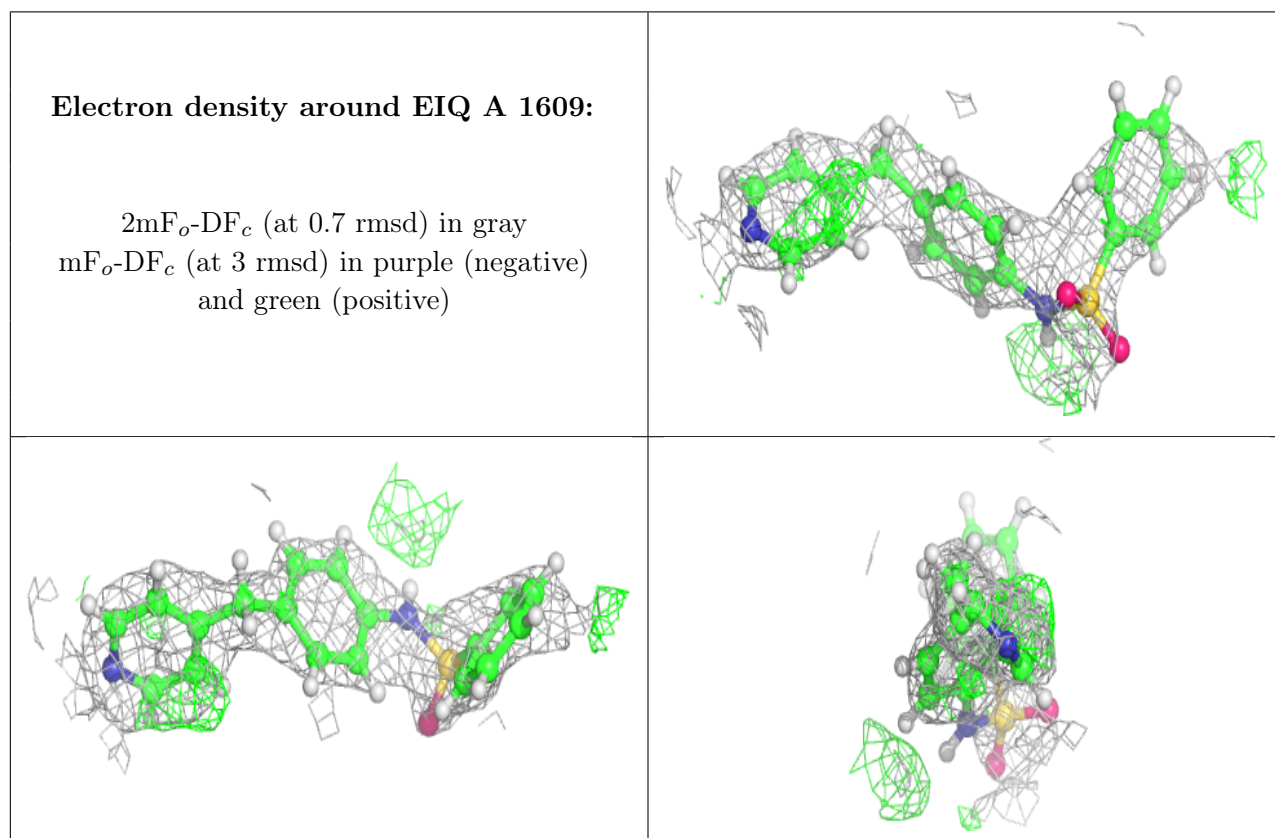 Electron density around EIQ A 1609:
2mFₒ-DF𝒸 (at 0.7 rmsd) in gray
mFₒ-DF𝒸 (at 3 rmsd) in purple (negative)
and green (positive)